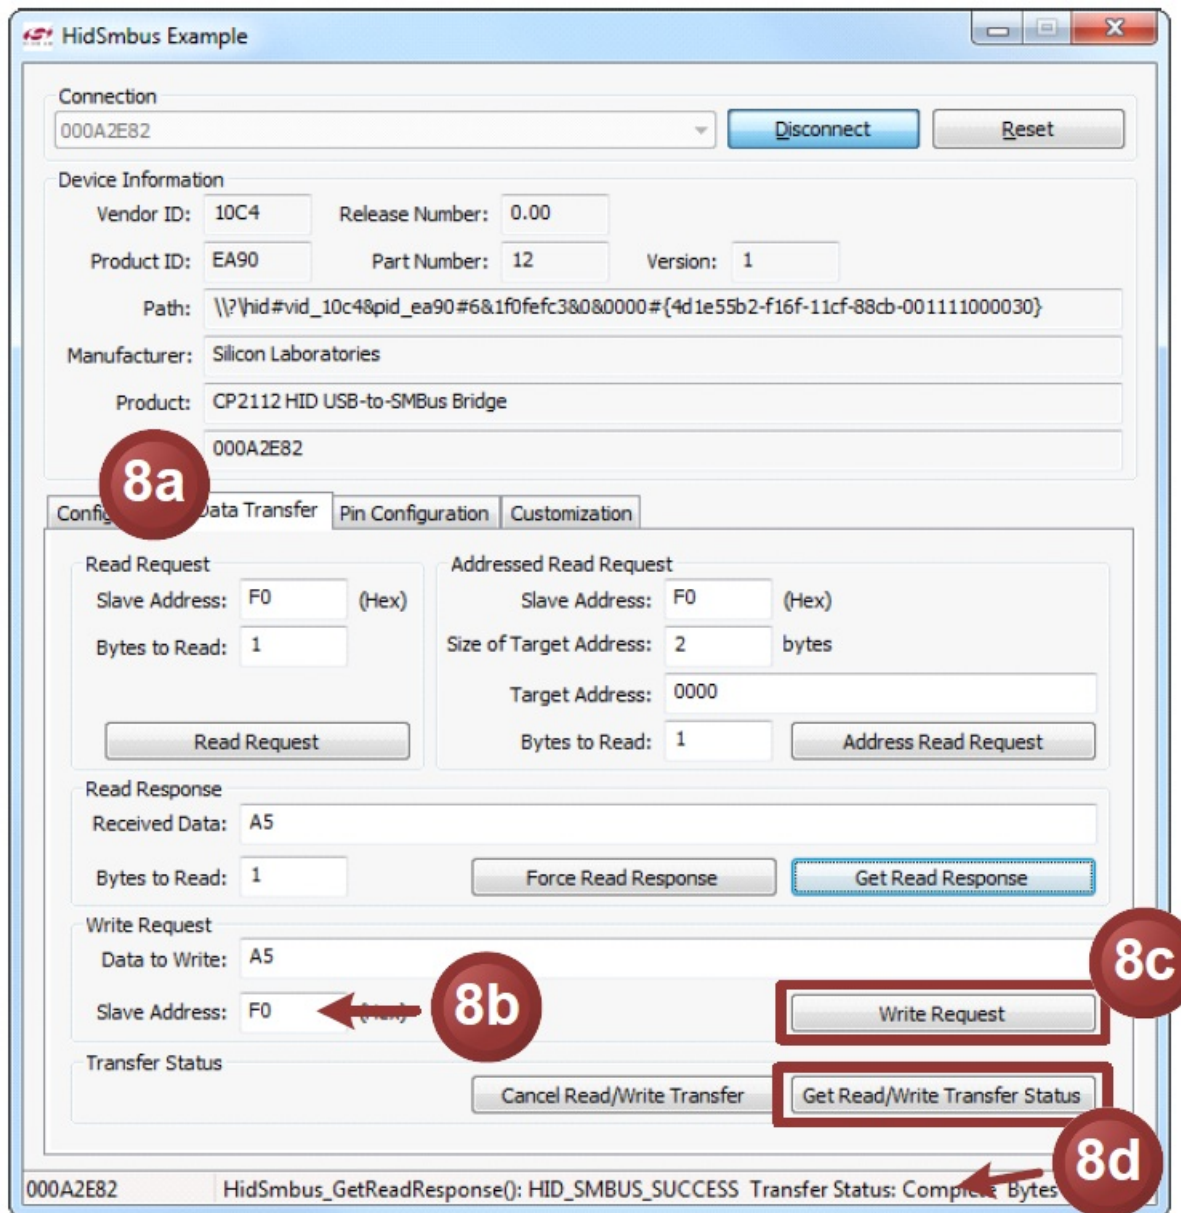 HidSmbus Example
Connection
000A2E82 Disconnect Reset
Device Information
Vendor ID: 10C4 Release Number: 0.00
Product ID: EA90 Part Number: 12 Version: 1
Path: \\?\hid#vid_10c4&pid_ea90#6&1f0fefc3&0&0000#{4d1e55b2-f16f-11cf-88cb-001111000030}
Manufacturer: Silicon Laboratories
Product: CP2112 HID USB-to-SMBus Bridge
000A2E82
8a
Data Transfer Pin Configuration Customization
Read Request Addressed Read Request
Slave Address: F0 (Hex) Slave Address: F0 (Hex)
Bytes to Read: 1 Size of Target Address: 2 bytes
Target Address: 0000
Read Request Bytes to Read: 1 Address Read Request
Read Response
Received Data: A5
Bytes to Read: 1 Force Read Response Get Read Response
Write Request
Data to Write: A5
8c
Slave Address: F0 (Hex) 8b Write Request
Transfer Status
Cancel Read/Write Transfer Get Read/Write Transfer Status
8d
000A2E82 HidSmbus_GetReadResponse(): HID_SMBUS_SUCCESS Transfer Status: Complete Bytes